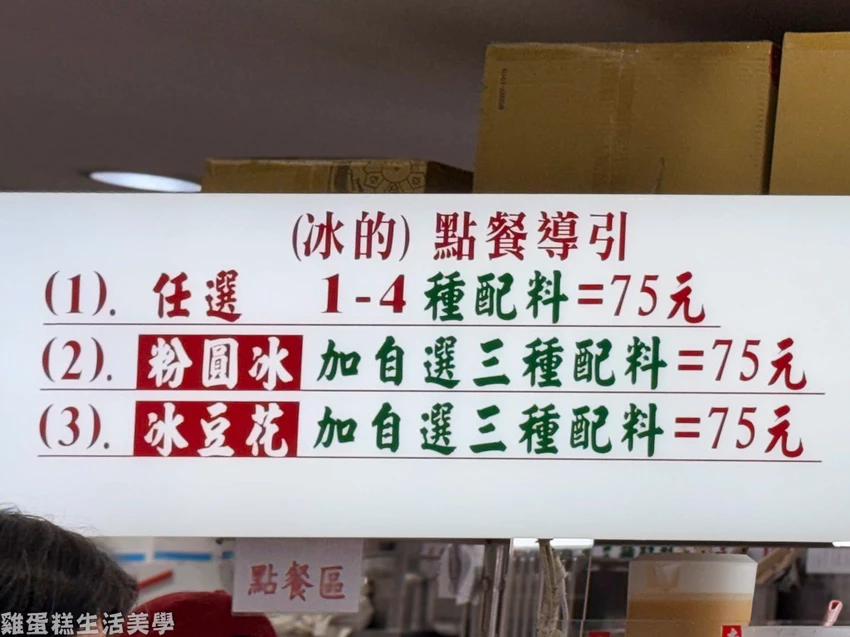 (冰的) 點餐導引
(1). 任選 1-4種配料=75元
(2). 粉圓冰 加自選三種配料=75元
(3). 冰豆花 加自選三種配料=75元
點餐區
雞蛋糕生活美學